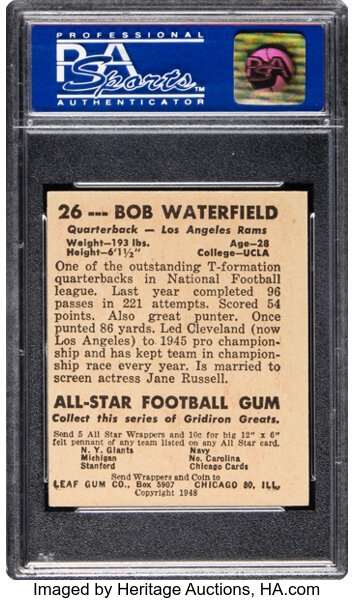 PROFESSIONAL
PSA
Sports™
AUTHENTICATOR
PSA
26 --- BOB WATERFIELD
Quarterback — Los Angeles Rams
Weight—193 lbs. Age—28
Height—6'1½" College—UCLA
One of the outstanding T-formation
quarterbacks in National Football
league. Last year completed 96
passes in 221 attempts. Scored 54
points. Also great punter. Once
punted 86 yards. Led Cleveland (now
Los Angeles) to 1945 pro champion-
ship and has kept team in champion-
ship race every year. Is married to
screen actress Jane Russell.
ALL-STAR FOOTBALL GUM
Collect this series of Gridiron Greats.
Send 5 All Star Wrappers and 10c for big 12" x 6"
felt pennant of any team listed on any All Star card.
N. Y. Giants Navy
Michigan No. Carolina
Stanford Chicago Cards
Send Wrappers and Coin to
LEAF GUM CO., Box 5907 CHICAGO 80, ILL.
Copyright 1948
Imaged by Heritage Auctions, HA.com